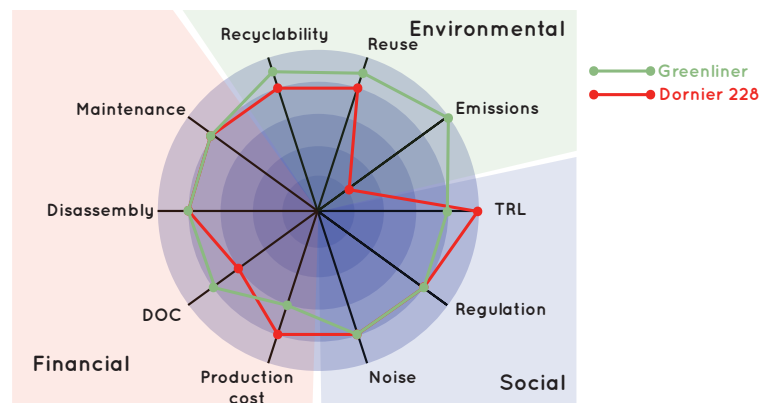 Environmental
Recyclability
Reuse
Greenliner
Dornier 228
Maintenance
Emissions
Disassembly
TRL
DOC
Regulation
Financial
Production
cost
Noise
Social